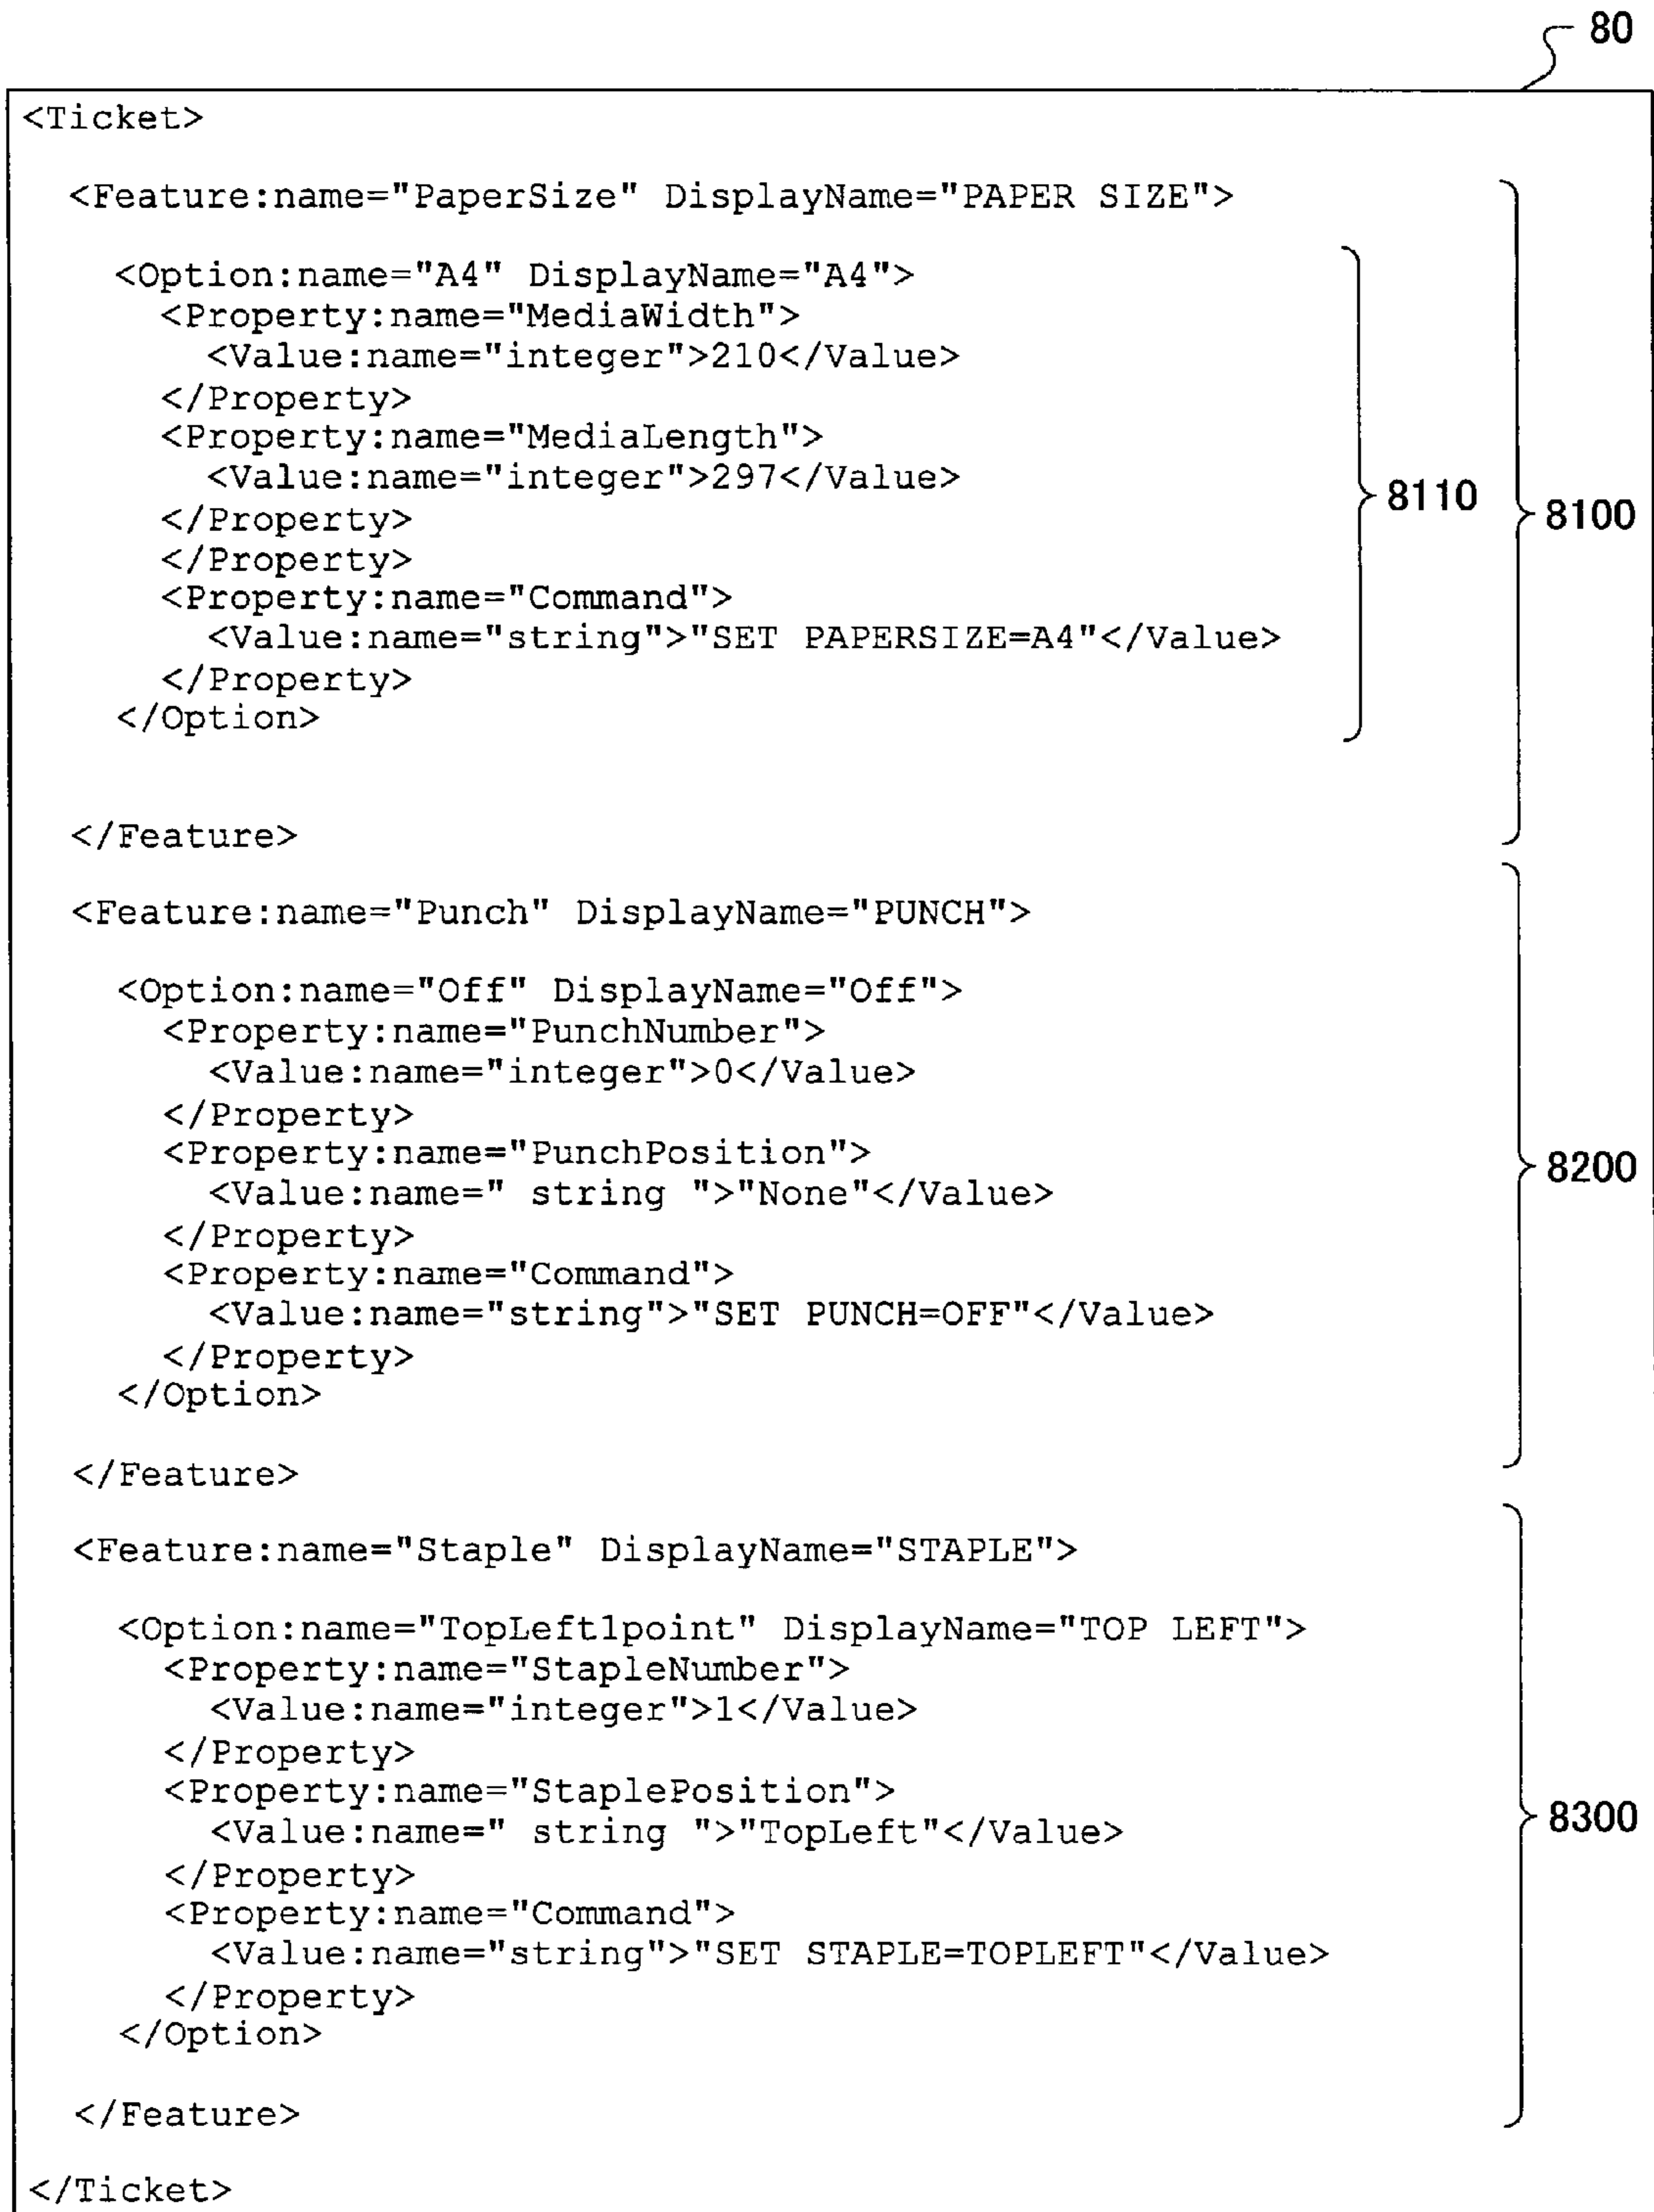 80
<Ticket>
<Feature:name="PaperSize" DisplayName="PAPER SIZE">
<Option:name="A4" DisplayName="A4">
<Property:name="MediaWidth">
<Value:name="integer">210</Value>
</Property>
<Property:name="MediaLength">
<Value:name="integer">297</Value>
</Property>
</Property>
<Property:name="Command">
<Value:name="string">"SET PAPERSIZE=A4"</Value>
</Property>
</Option>
8110
8100
</Feature>
<Feature:name="Punch" DisplayName="PUNCH">
<Option:name="Off" DisplayName="Off">
<Property:name="PunchNumber">
<Value:name="integer">0</Value>
</Property>
<Property:name="PunchPosition">
<Value:name=" string ">"None"</Value>
</Property>
<Property:name="Command">
<Value:name="string">"SET PUNCH=OFF"</Value>
</Property>
</Option>
</Feature>
8200
<Feature:name="Staple" DisplayName="STAPLE">
<Option:name="TopLeft1point" DisplayName="TOP LEFT">
<Property:name="StapleNumber">
<Value:name="integer">1</Value>
</Property>
<Property:name="StaplePosition">
<Value:name=" string ">"TopLeft"</Value>
</Property>
<Property:name="Command">
<Value:name="string">"SET STAPLE=TOPLEFT"</Value>
</Property>
</Option>
</Feature>
8300
</Ticket>